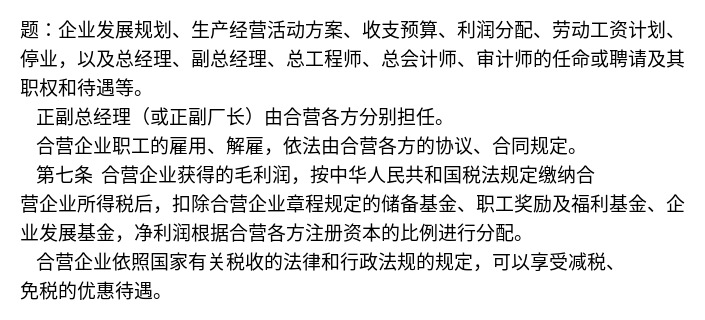 题：企业发展规划、生产经营活动方案、收支预算、利润分配、劳动工资计划、
停业，以及总经理、副总经理、总工程师、总会计师、审计师的任命或聘请及其
职权和待遇等。
正副总经理（或正副厂长）由合营各方分别担任。
合营企业职工的雇用、解雇，依法由合营各方的协议、合同规定。
第七条 合营企业获得的毛利润，按中华人民共和国税法规定缴纳合
营企业所得税后，扣除合营企业章程规定的储备基金、职工奖励及福利基金、企
业发展基金，净利润根据合营各方注册资本的比例进行分配。
合营企业依照国家有关税收的法律和行政法规的规定，可以享受减税、
免税的优惠待遇。